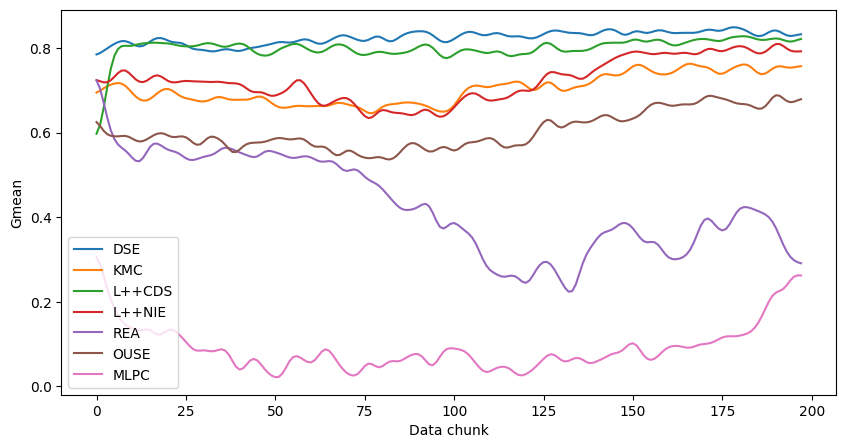 0.8
0.6
0.4
0.2
0.0
Gmean
DSE
KMC
L++CDS
L++NIE
REA
OUSE
MLPC
0 25 50 75 100 125 150 175 200
Data chunk